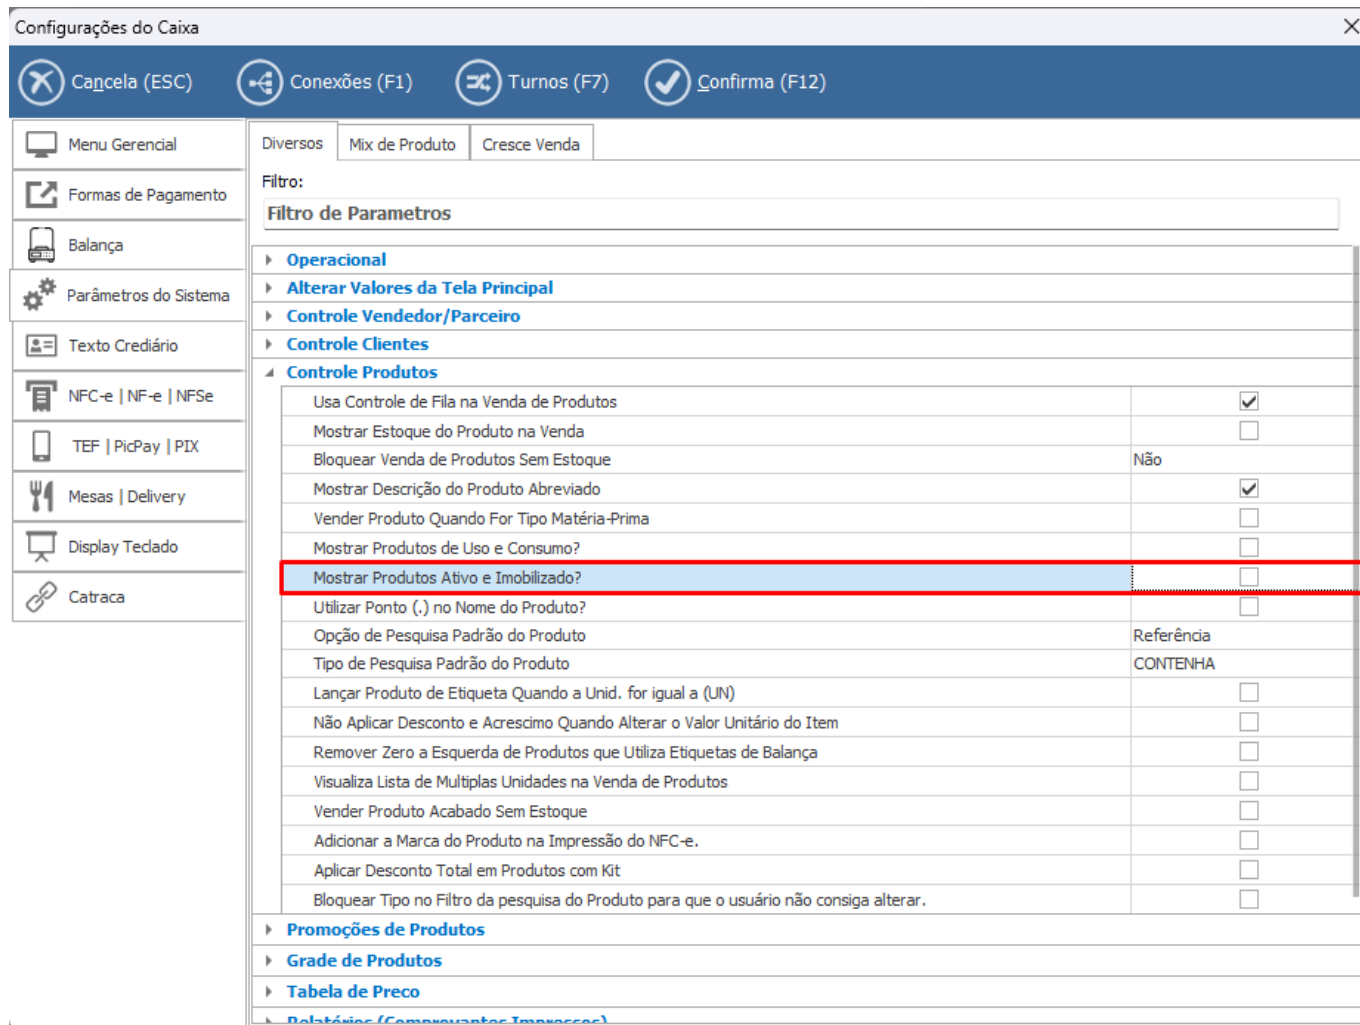 Configurações do Caixa
Cancela (ESC)
Conexões (F1)
Turnos (F7)
Confirma (F12)
Menu Gerencial
Formas de Pagamento
Balança
Parâmetros do Sistema
Texto Crediário
NFC-e | NF-e | NFSe
TEF | PicPay | PIX
Mesas | Delivery
Display Teclado
Catraca
Diversos
Mix de Produto
Cresce Venda
Filtro:
Filtro de Parametros
Operacional
Alterar Valores da Tela Principal
Controle Vendedor/Parceiro
Controle Clientes
Controle Produtos
Usa Controle de Fila na Venda de Produtos
Mostrar Estoque do Produto na Venda
Bloquear Venda de Produtos Sem Estoque Não
Mostrar Descrição do Produto Abreviado
Vender Produto Quando For Tipo Matéria-Prima
Mostrar Produtos de Uso e Consumo?
Mostrar Produtos Ativo e Imobilizado?
Utilizar Ponto (.) no Nome do Produto?
Opção de Pesquisa Padrão do Produto Referência
Tipo de Pesquisa Padrão do Produto CONTENHA
Lançar Produto de Etiqueta Quando a Unid. for igual a (UN)
Não Aplicar Desconto e Acrescimo Quando Alterar o Valor Unitário do Item
Remover Zero a Esquerda de Produtos que Utiliza Etiquetas de Balança
Visualiza Lista de Multiplas Unidades na Venda de Produtos
Vender Produto Acabado Sem Estoque
Adicionar a Marca do Produto na Impressão do NFC-e.
Aplicar Desconto Total em Produtos com Kit
Bloquear Tipo no Filtro da pesquisa do Produto para que o usuário não consiga alterar.
Promoções de Produtos
Grade de Produtos
Tabela de Preco
Relatórios (Comprovantes Impressos)